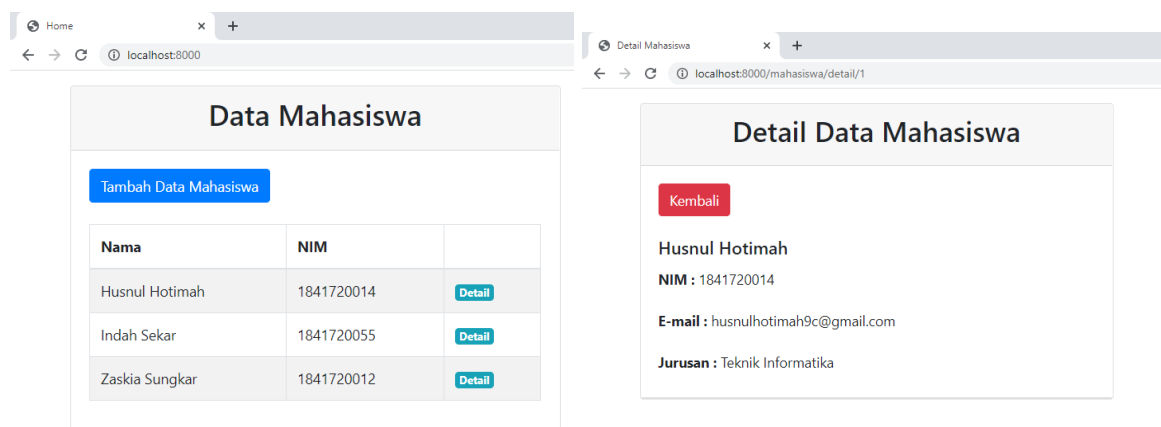 Home
localhost:8000
Data Mahasiswa
Tambah Data Mahasiswa
Nama NIM
Husnul Hotimah 1841720014 Detail
Indah Sekar 1841720055 Detail
Zaskia Sungkar 1841720012 Detail
Detail Mahasiswa
localhost:8000/mahasiswa/detail/1
Detail Data Mahasiswa
Kembali
Husnul Hotimah
NIM : 1841720014
E-mail : husnulhotimah9c@gmail.com
Jurusan : Teknik Informatika